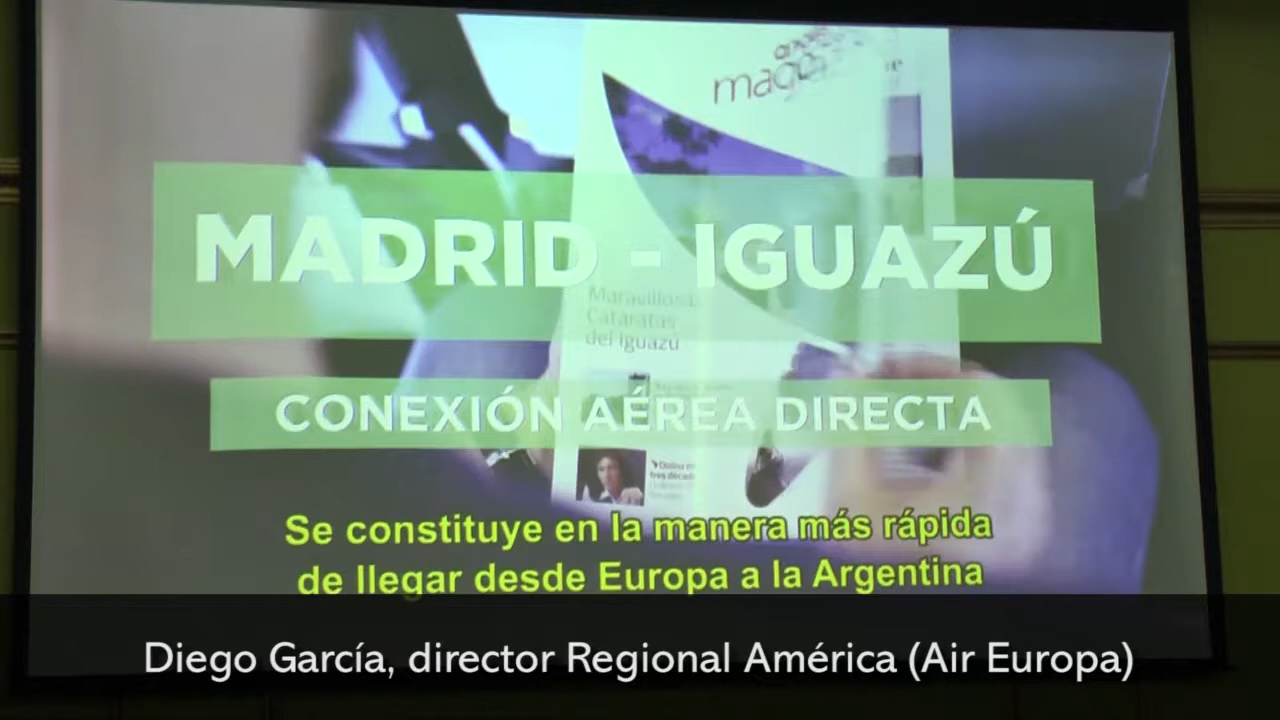 MADRID - IGUAZÚ
Maravillosas
Cataratas
del Iguazú
CONEXIÓN AÉREA DIRECTA
Se constituye en la manera más rápida
de llegar desde Europa a la Argentina
Diego García, director Regional América (Air Europa)